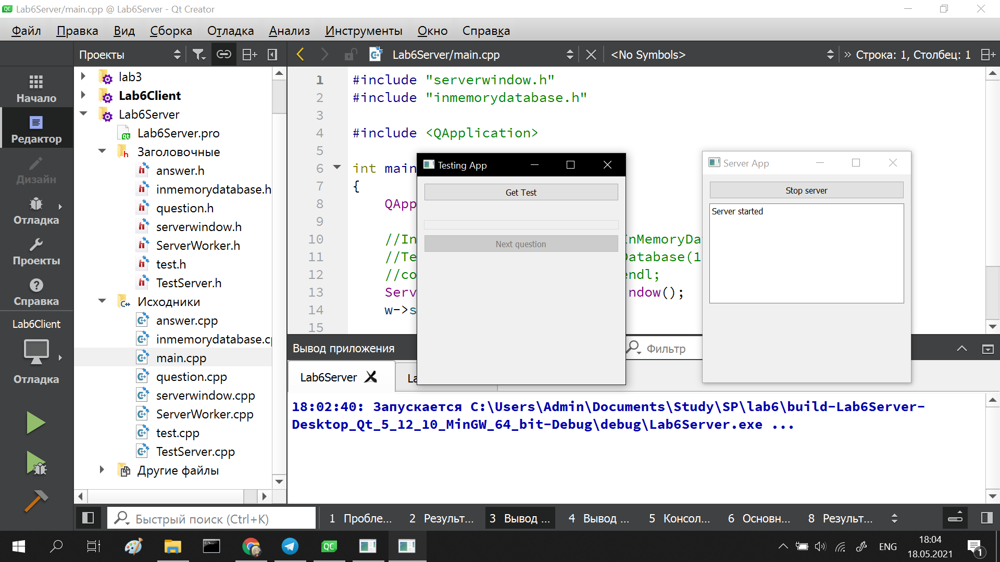 Lab6Server/main.cpp @ Lab6Server - Qt Creator
Файл Правка Вид Сборка Отладка Анализ Инструменты Окно Справка
Проекты
Lab6Server/main.cpp
<No Symbols>
» Строка: 1, Столбец: 1
Начало
Редактор
Дизайн
Отладка
Проекты
Справка
Lab6Client
Отладка
lab3
Lab6Client
Lab6Server
Lab6Server.pro
Заголовочные
answer.h
inmemorydatabase.h
question.h
serverwindow.h
ServerWorker.h
test.h
TestServer.h
Исходники
answer.cpp
inmemorydatabase.cp
main.cpp
question.cpp
serverwindow.cpp
ServerWorker.cpp
test.cpp
TestServer.cpp
Другие файлы
1 #include "serverwindow.h"
2 #include "inmemorydatabase.h"
3
4 #include <QApplication>
5
6 int main
7 {
8 QApp
9
10 //In nMemoryDa
11 //Te Database(1
12 //co endl;
13 Serv ndow();
14 w->s
15
Testing App
Get Test
Next question
Server App
Stop server
Server started
Вывод приложения
Фильтр
Lab6Server
La
18:02:40: Запускается C:\Users\Admin\Documents\Study\SP\lab6\build-Lab6Server-
Desktop_Qt_5_12_10_MinGW_64_bit-Debug\debug\Lab6Server.exe ...
Быстрый поиск (Ctrl+K)
1 Пробле... 2 Результ... 3 Вывод ... 4 Вывод ... 5 Консол... 6 Основн... 8 Результ...
QC
ENG
18:04
18.05.2021
1